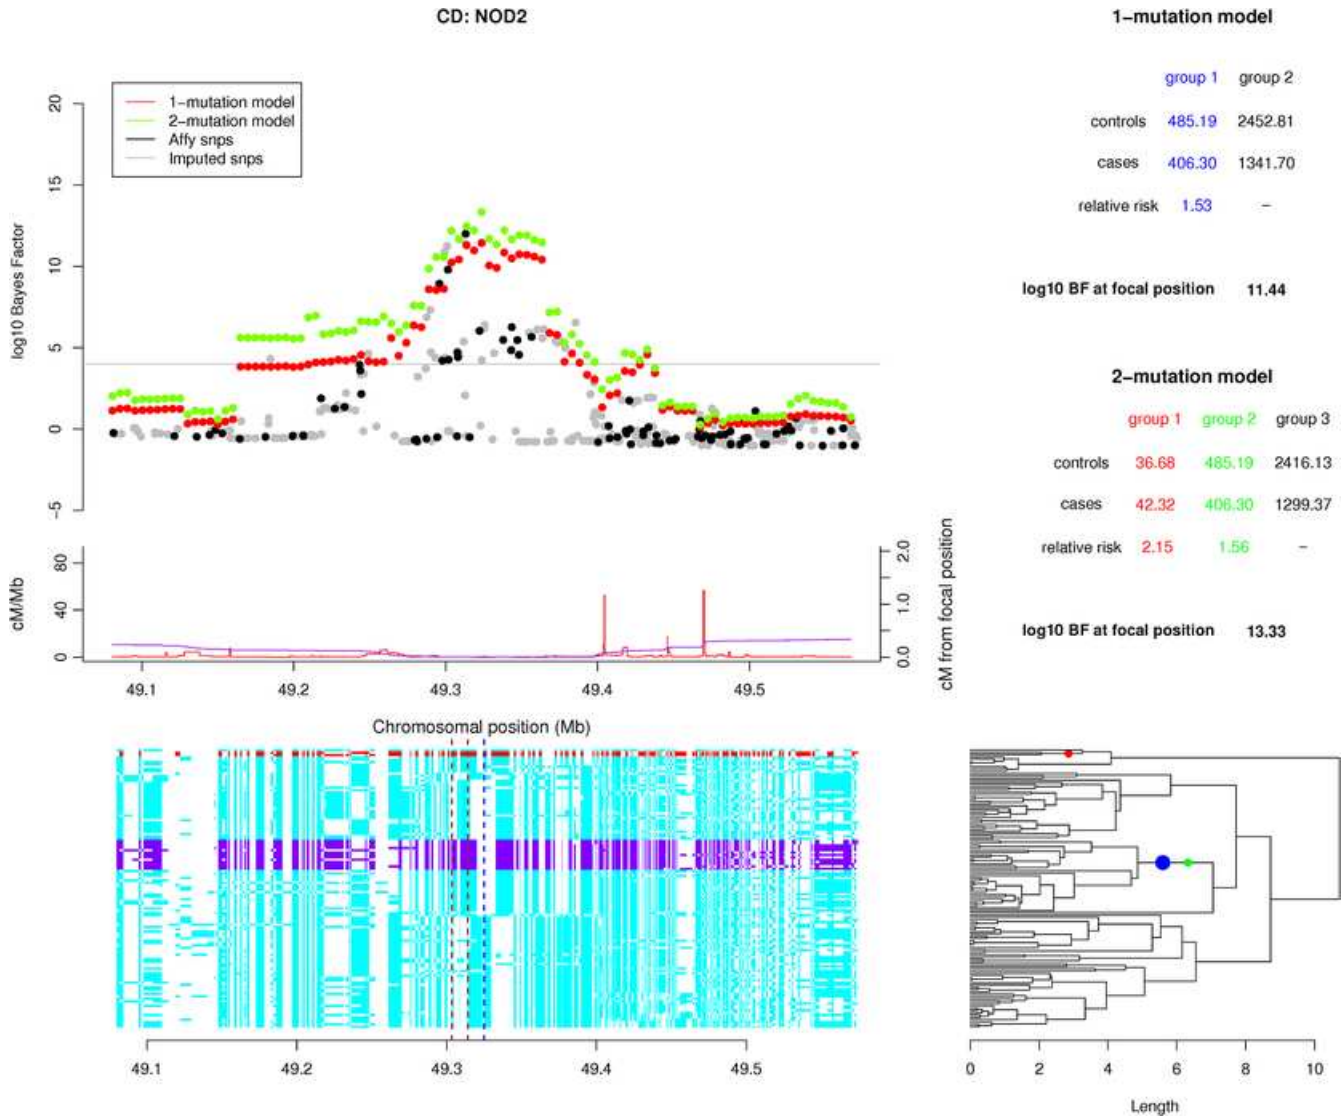 CD: NOD2
1−mutation model
2−mutation model
Affy snps
Imputed snps
log10 Bayes Factor
20
15
10
5
0
−5
cM/Mb
80
40
0
2.0
1.0
0.0
cM from focal position
49.1 49.2 49.3 49.4 49.5
Chromosomal position (Mb)
49.1 49.2 49.3 49.4 49.5
1−mutation model
group 1 group 2
controls 485.19 2452.81
cases 406.30 1341.70
relative risk 1.53 −
log10 BF at focal position 11.44
2−mutation model
group 1 group 2 group 3
controls 36.68 485.19 2416.13
cases 42.32 406.30 1299.37
relative risk 2.15 1.56 −
log10 BF at focal position 13.33
0 2 4 6 8 10
Length